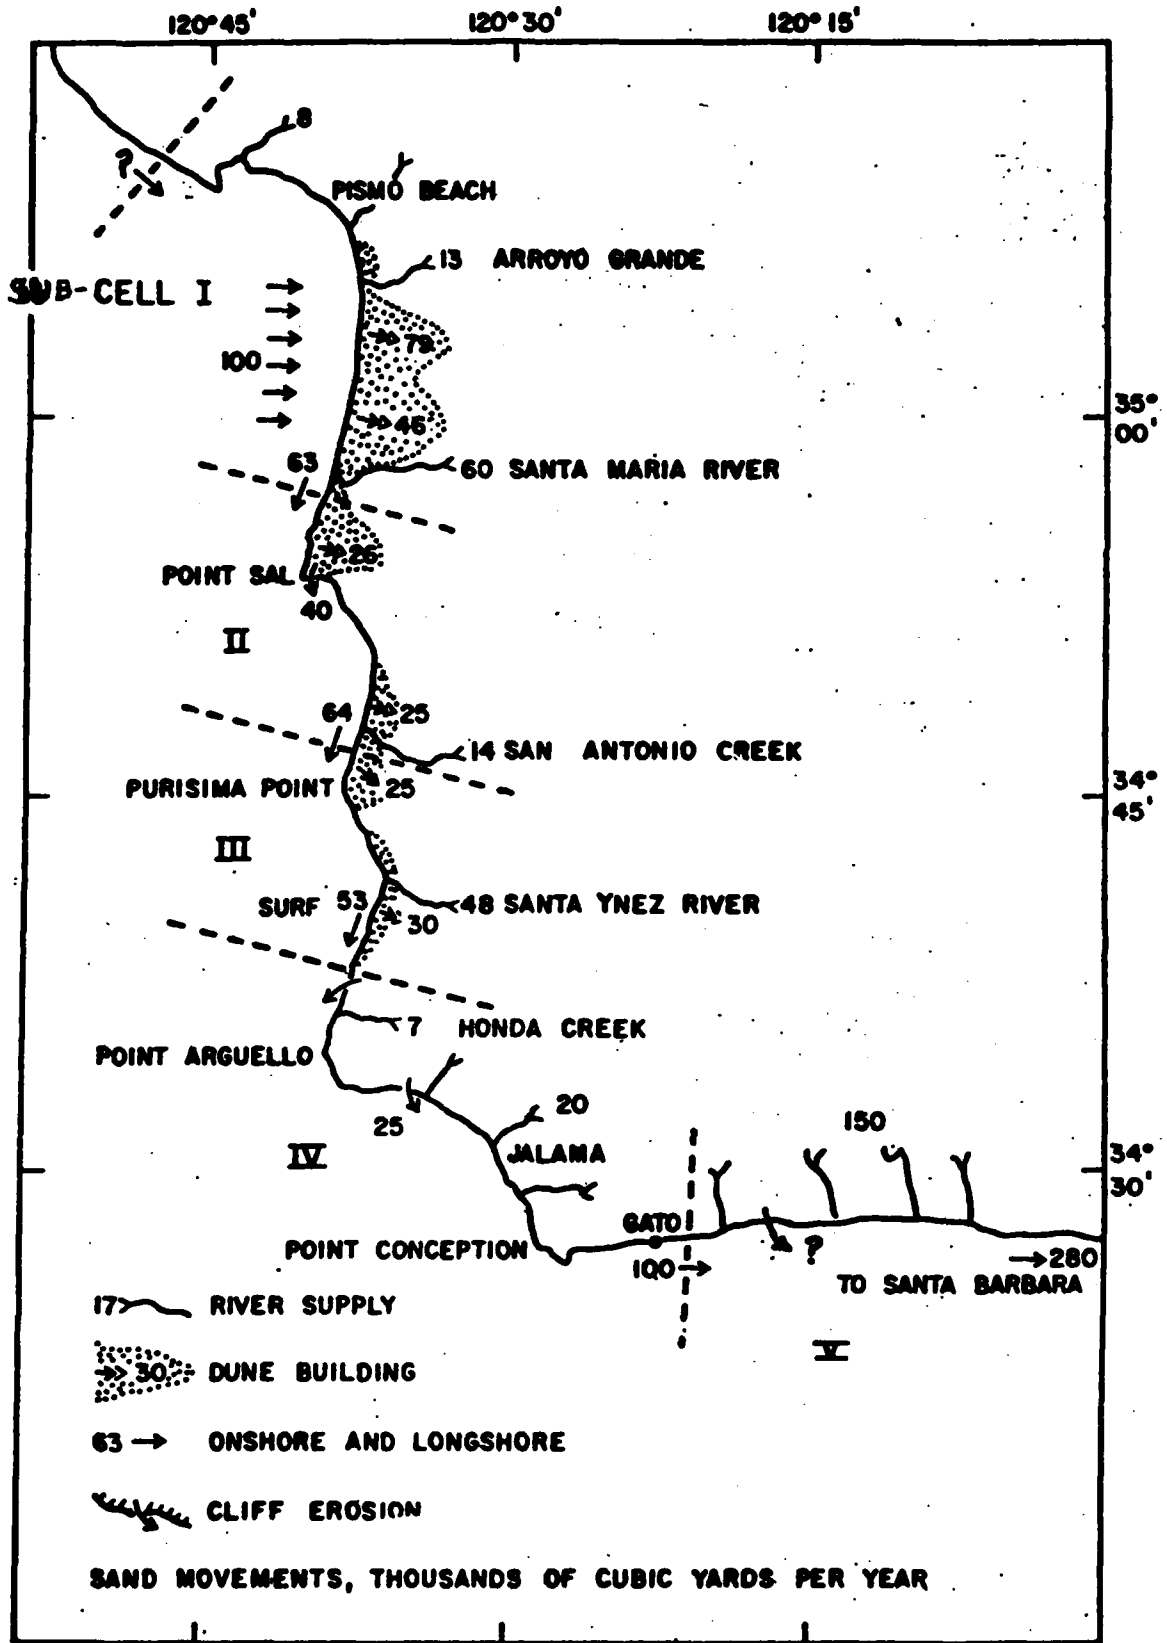 120°45' 120°30' 120°15'
8
?
PISMO BEACH
13 ARROYO GRANDE
SUB-CELL I
79
100
46
35°
00'
63
60 SANTA MARIA RIVER
26
POINT SAL
40
II
64
25
14 SAN ANTONIO CREEK
PURISIMA POINT
25
34°
45'
III
SURF 53
48 SANTA YNEZ RIVER
30
7 HONDA CREEK
POINT ARGUELLO
25
20
150
IV
JALAMA
34°
30'
GATO
POINT CONCEPTION
?
100
280
TO SANTA BARBARA
17 RIVER SUPPLY
V
30 DUNE BUILDING
63 → ONSHORE AND LONGSHORE
CLIFF EROSION
SAND MOVEMENTS, THOUSANDS OF CUBIC YARDS PER YEAR